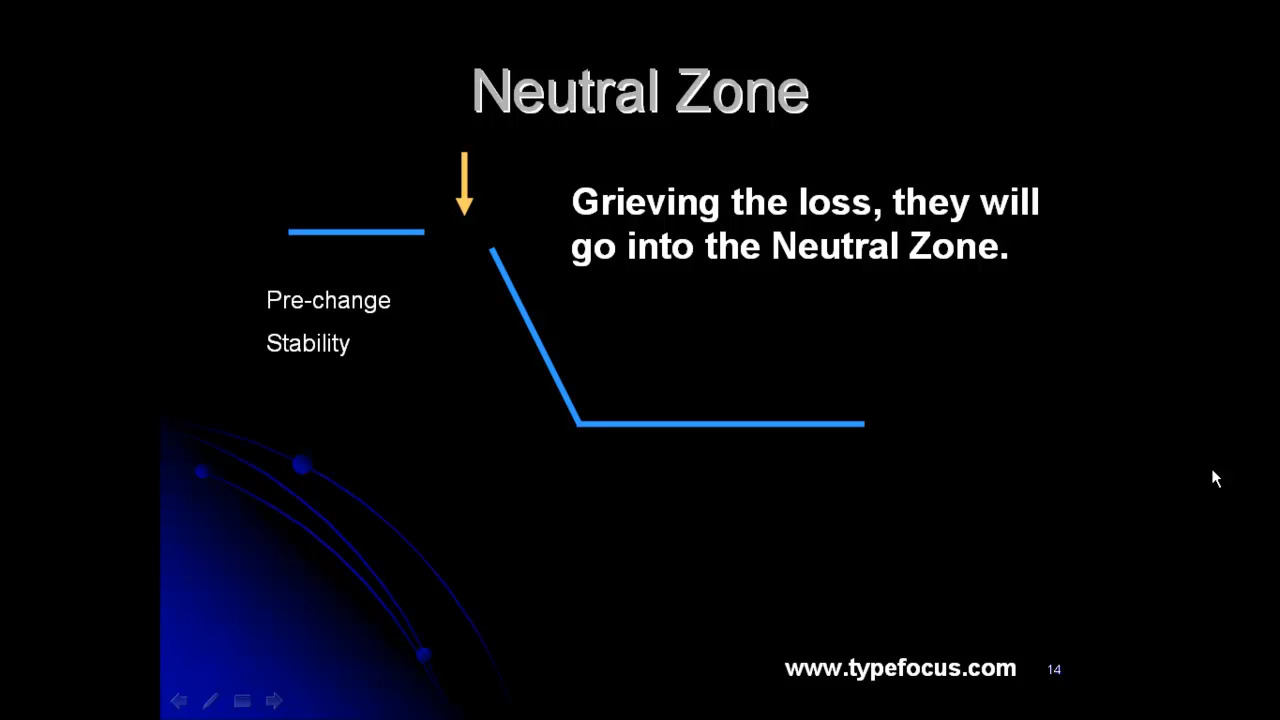 Neutral Zone
Grieving the loss, they will
go into the Neutral Zone.
Pre-change
Stability
www.typefocus.com
14